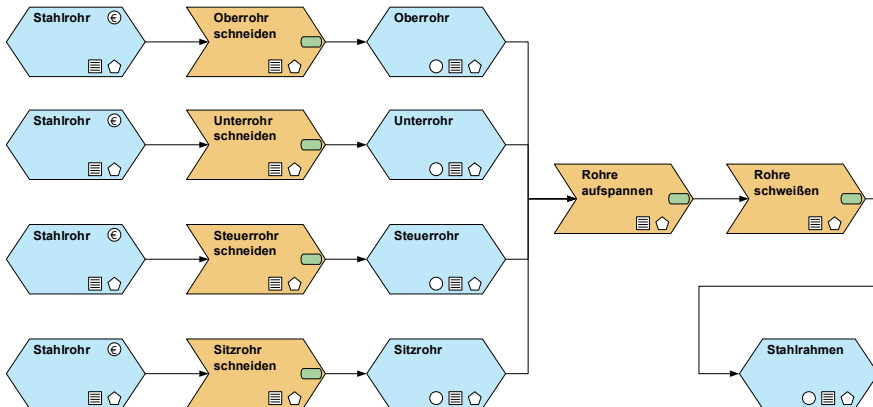 Stahlrohr €
Oberrohr
schneiden
Oberrohr
Stahlrohr €
Unterrohr
schneiden
Unterrohr
Rohre
aufspannen
Rohre
schweißen
Stahlrohr €
Steuerrohr
schneiden
Steuerrohr
Stahlrohr €
Sitzrohr
schneiden
Sitzrohr
Stahlrahmen